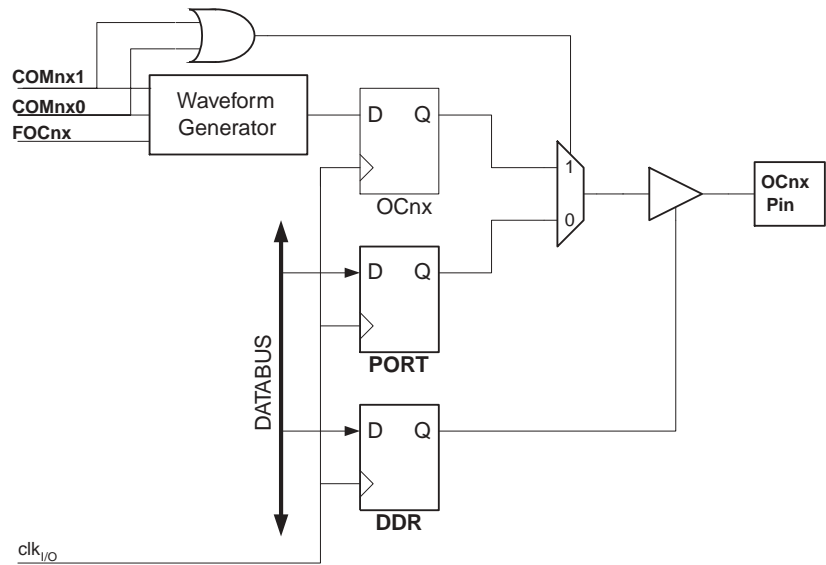 COMnx1
COMnx0
FOCnx
Waveform
Generator
D Q
OCnx
1
0
OCnx
Pin
D Q
PORT
DATABUS
D Q
DDR
clkI/O